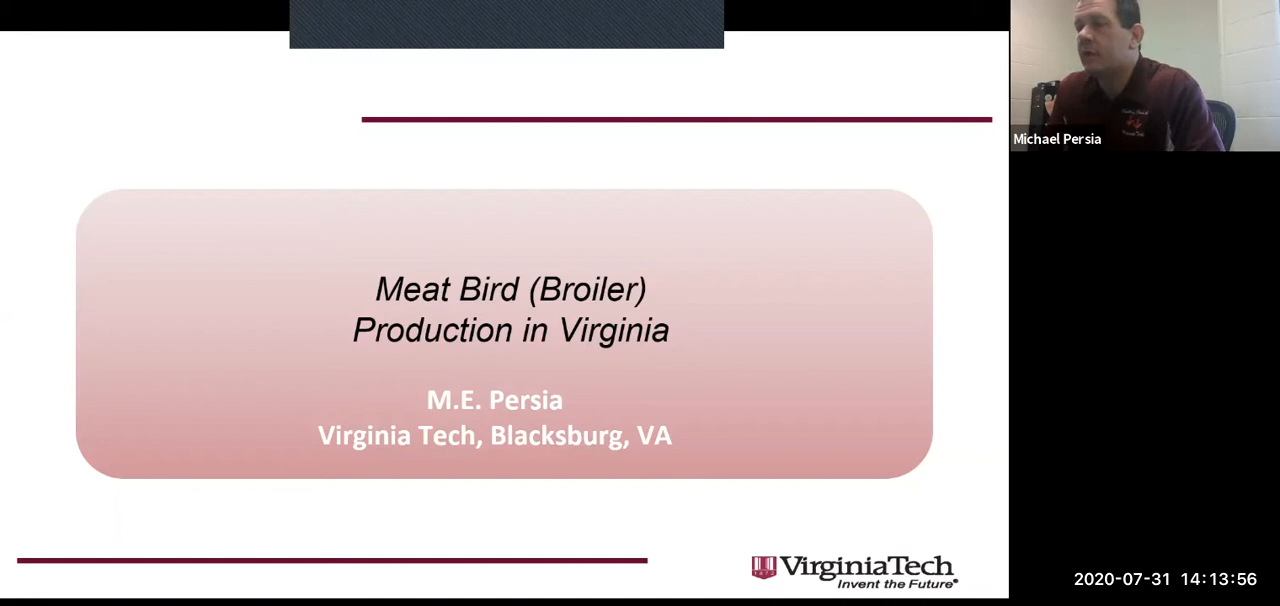 Meat Bird (Broiler)
Production in Virginia
M.E. Persia
Virginia Tech, Blacksburg, VA
VirginiaTech
Invent the Future
Michael Persia
2020-07-31 14:13:56